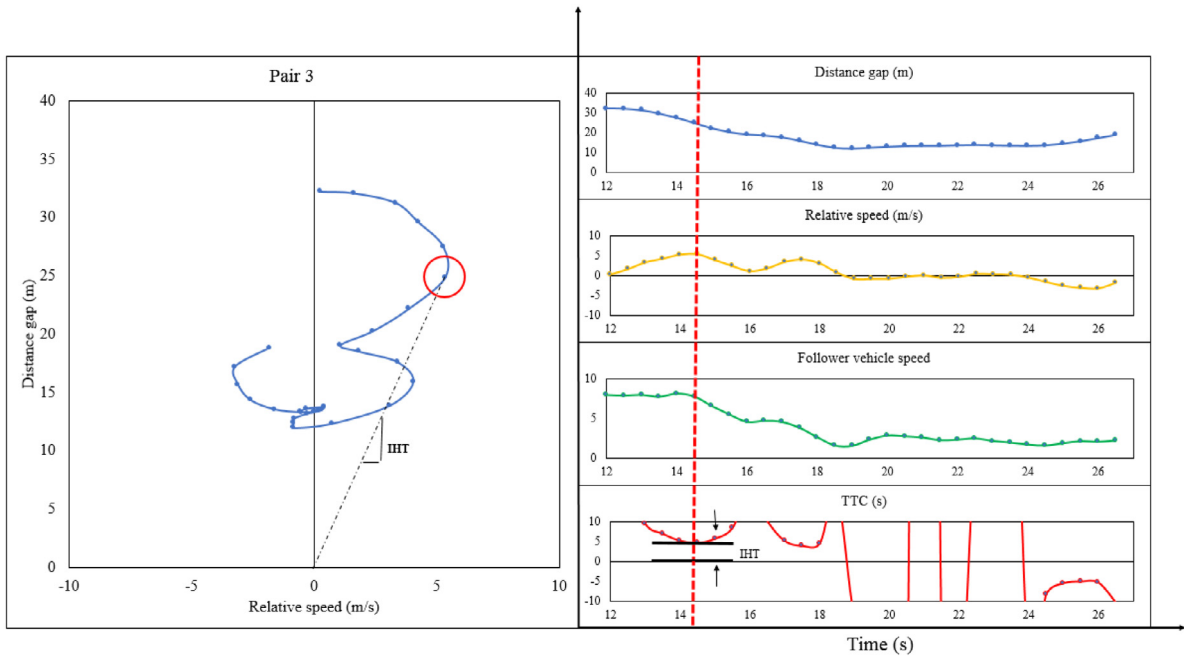 Pair 3
40
35
30
25
20
15
10
5
0
-10
-5
0
5
10
Distance gap (m)
Relative speed (m/s)
IHT
Distance gap (m)
40
30
20
10
0
12 14 16 18 20 22 24 26
Relative speed (m/s)
10
5
0
-5
-10
12 14 16 18 20 22 24 26
Follower vehicle speed
10
5
0
12 14 16 18 20 22 24 26
TTC (s)
10
5
0
-5
-10
IHT
12 14 16 18 20 22 24 26
Time (s)